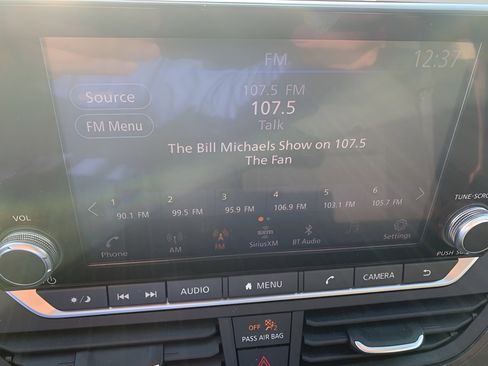 FM
12:37
Source
107.5 FM
107.5
FM Menu
Talk
The Bill Michaels Show on 107.5
The Fan
1 2 3 4 5 6
90.1 FM 99.5 FM 95.9 FM 106.9 FM 103.1 FM 105.7 FM
Phone AM FM SiriusXM BT Audio Settings
VOL
TUNE-SCRO
PUSH
AUDIO MENU CAMERA
OFF
PASS AIR BAG